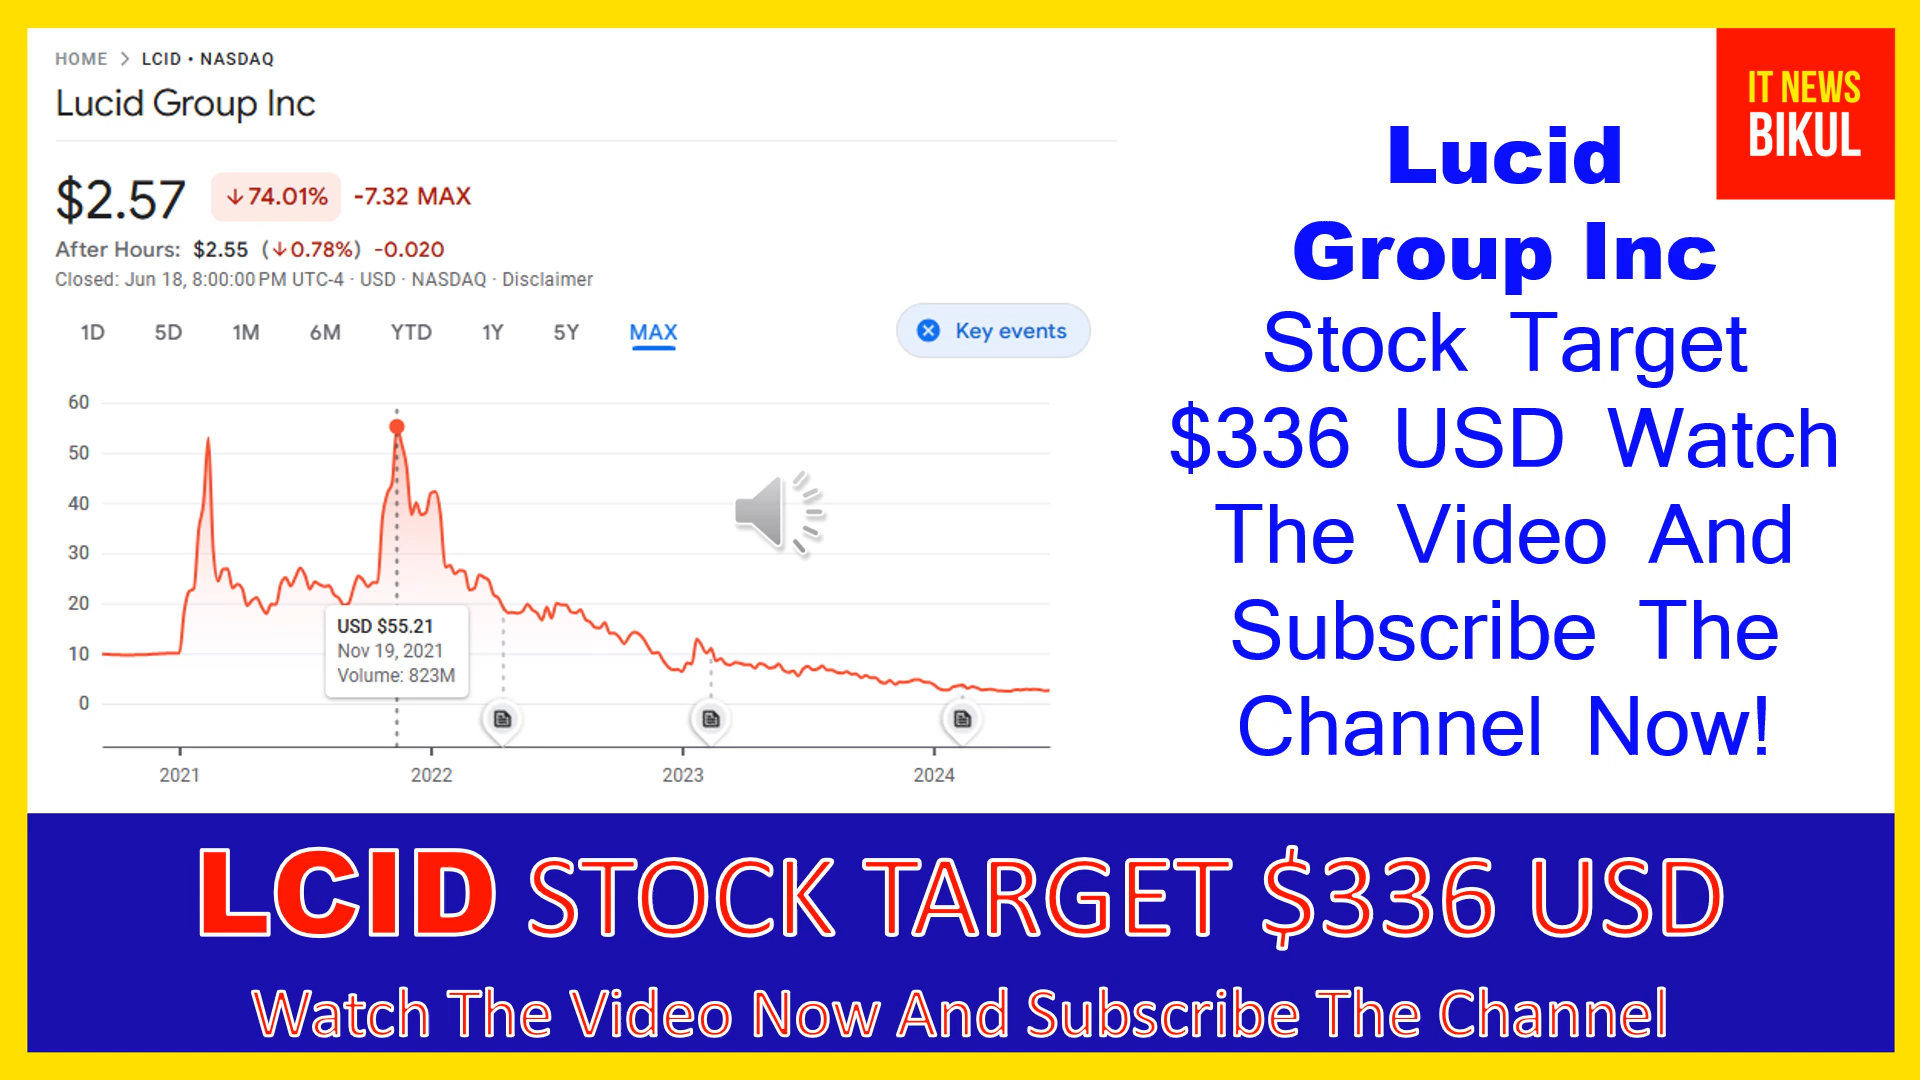 HOME > LCID • NASDAQ
Lucid Group Inc
$2.57 ↓74.01% -7.32 MAX
After Hours: $2.55 (↓0.78%) -0.020
Closed: Jun 18, 8:00:00 PM UTC-4 · USD · NASDAQ · Disclaimer
1D 5D 1M 6M YTD 1Y 5Y MAX
Key events
60
50
40
30
20
10
0
USD $55.21
Nov 19, 2021
Volume: 823M
2021 2022 2023 2024
IT NEWS
BIKUL
Lucid
Group Inc
Stock Target
$336 USD Watch
The Video And
Subscribe The
Channel Now!
LCID STOCK TARGET $336 USD
Watch The Video Now And Subscribe The Channel